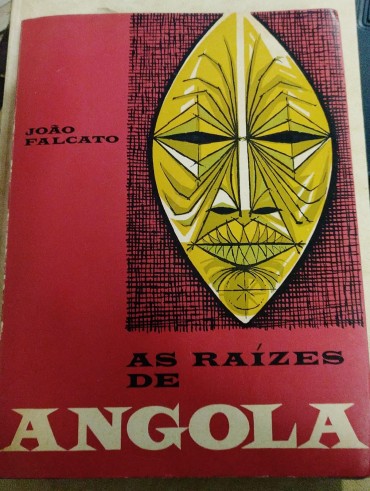 JOÃO
FALCATO
AS RAÍZES
DE
ANGOLA